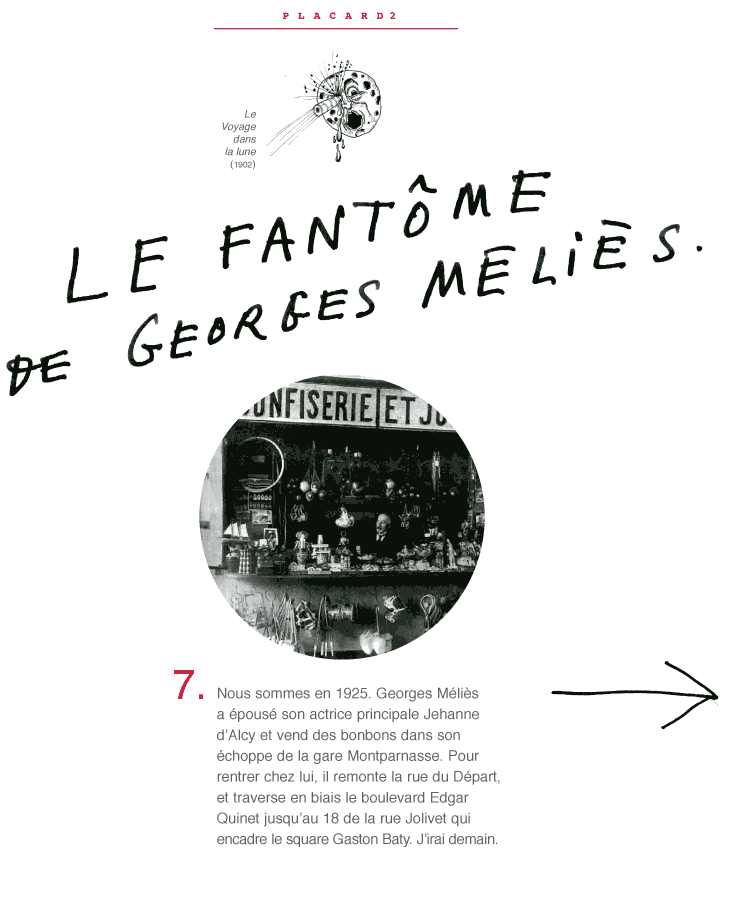 PLACARD2
Le
Voyage
dans
la lune
(1902)
LE FANTÔME
DE GEORGES MÉLIÈS.
ONFISERIE ET JO
7.
Nous sommes en 1925. Georges Méliès
a épousé son actrice principale Jehanne
d'Alcy et vend des bonbons dans son
échoppe de la gare Montparnasse. Pour
rentrer chez lui, il remonte la rue du Départ,
et traverse en biais le boulevard Edgar
Quinet jusqu'au 18 de la rue Jolivet qui
encadre le square Gaston Baty. J'irai demain.